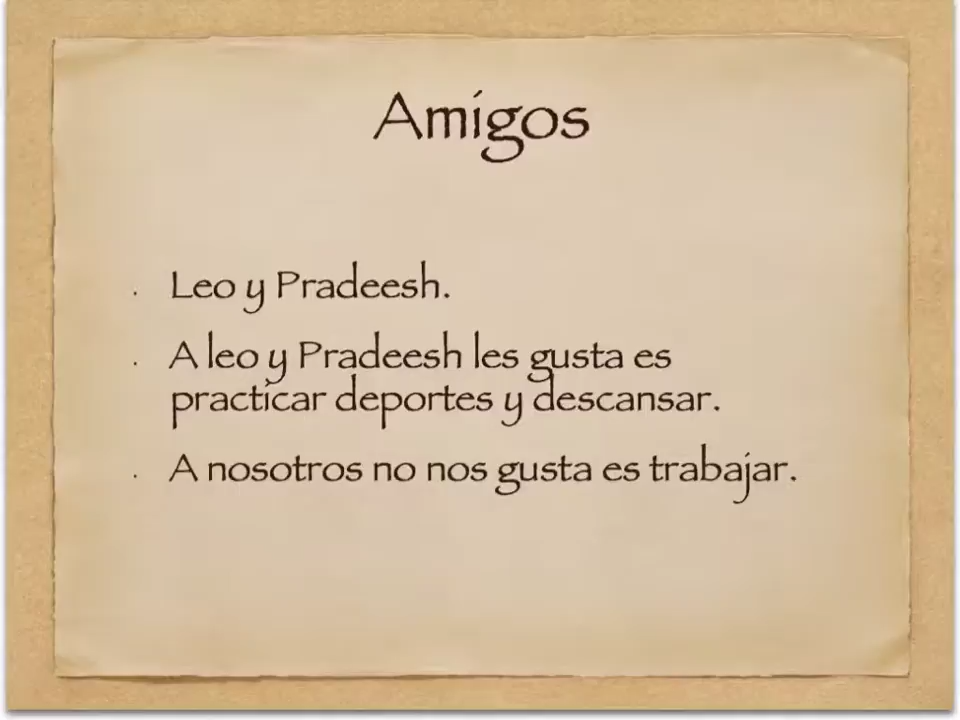 Amigos
Leo y Pradeesh.
A leo y Pradeesh les gusta es
practicar deportes y descansar.
A nosotros no nos gusta es trabajar.